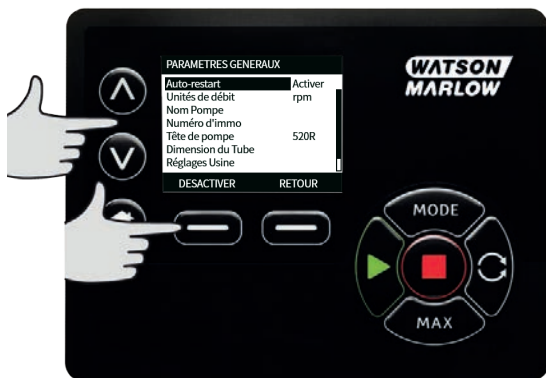 PARAMETRES GENERAUX
Auto-restart Activer
Unités de débit rpm
Nom Pompe
Numéro d'immo
Tête de pompe 520R
Dimension du Tube
Réglages Usine
DESACTIVER RETOUR
WATSON
MARLOW
MODE
MAX